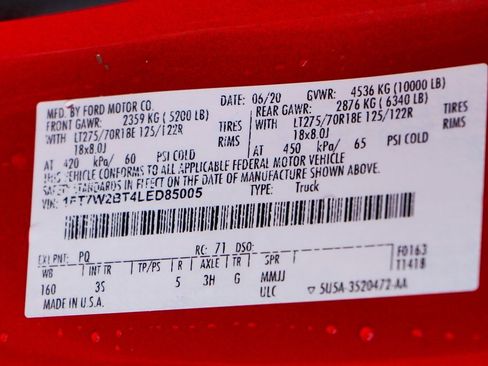 MFD. BY FORD MOTOR CO. DATE: 06/20 GVWR: 4536 KG (10000 LB)
FRONT GAWR: 2359 KG (5200 LB) REAR GAWR: 2876 KG (6340 LB)
WITH LT275/70R18E 125/122R TIRES WITH LT275/70R18E 125/122R TIRES
18x8.0J RIMS 18x8.0J RIMS
AT 420 kPa/ 60 PSI COLD AT 450 kPa/ 65 PSI COLD
THIS VEHICLE CONFORMS TO ALL APPLICABLE FEDERAL MOTOR VEHICLE
SAFETY STANDARDS IN EFFECT ON THE DATE OF MANUFACTURE SHOWN ABOVE.
VIN: 1FT7W2BT4LED85005 TYPE: Truck
EXT PNT: PQ RC: 71 DSO: F0163
WB INT TR TP/PS R AXLE TR SPR T1418
160 3S 5 3H G MMJJ
MADE IN U.S.A. ULC ▽ 5U5A-3520472-AA